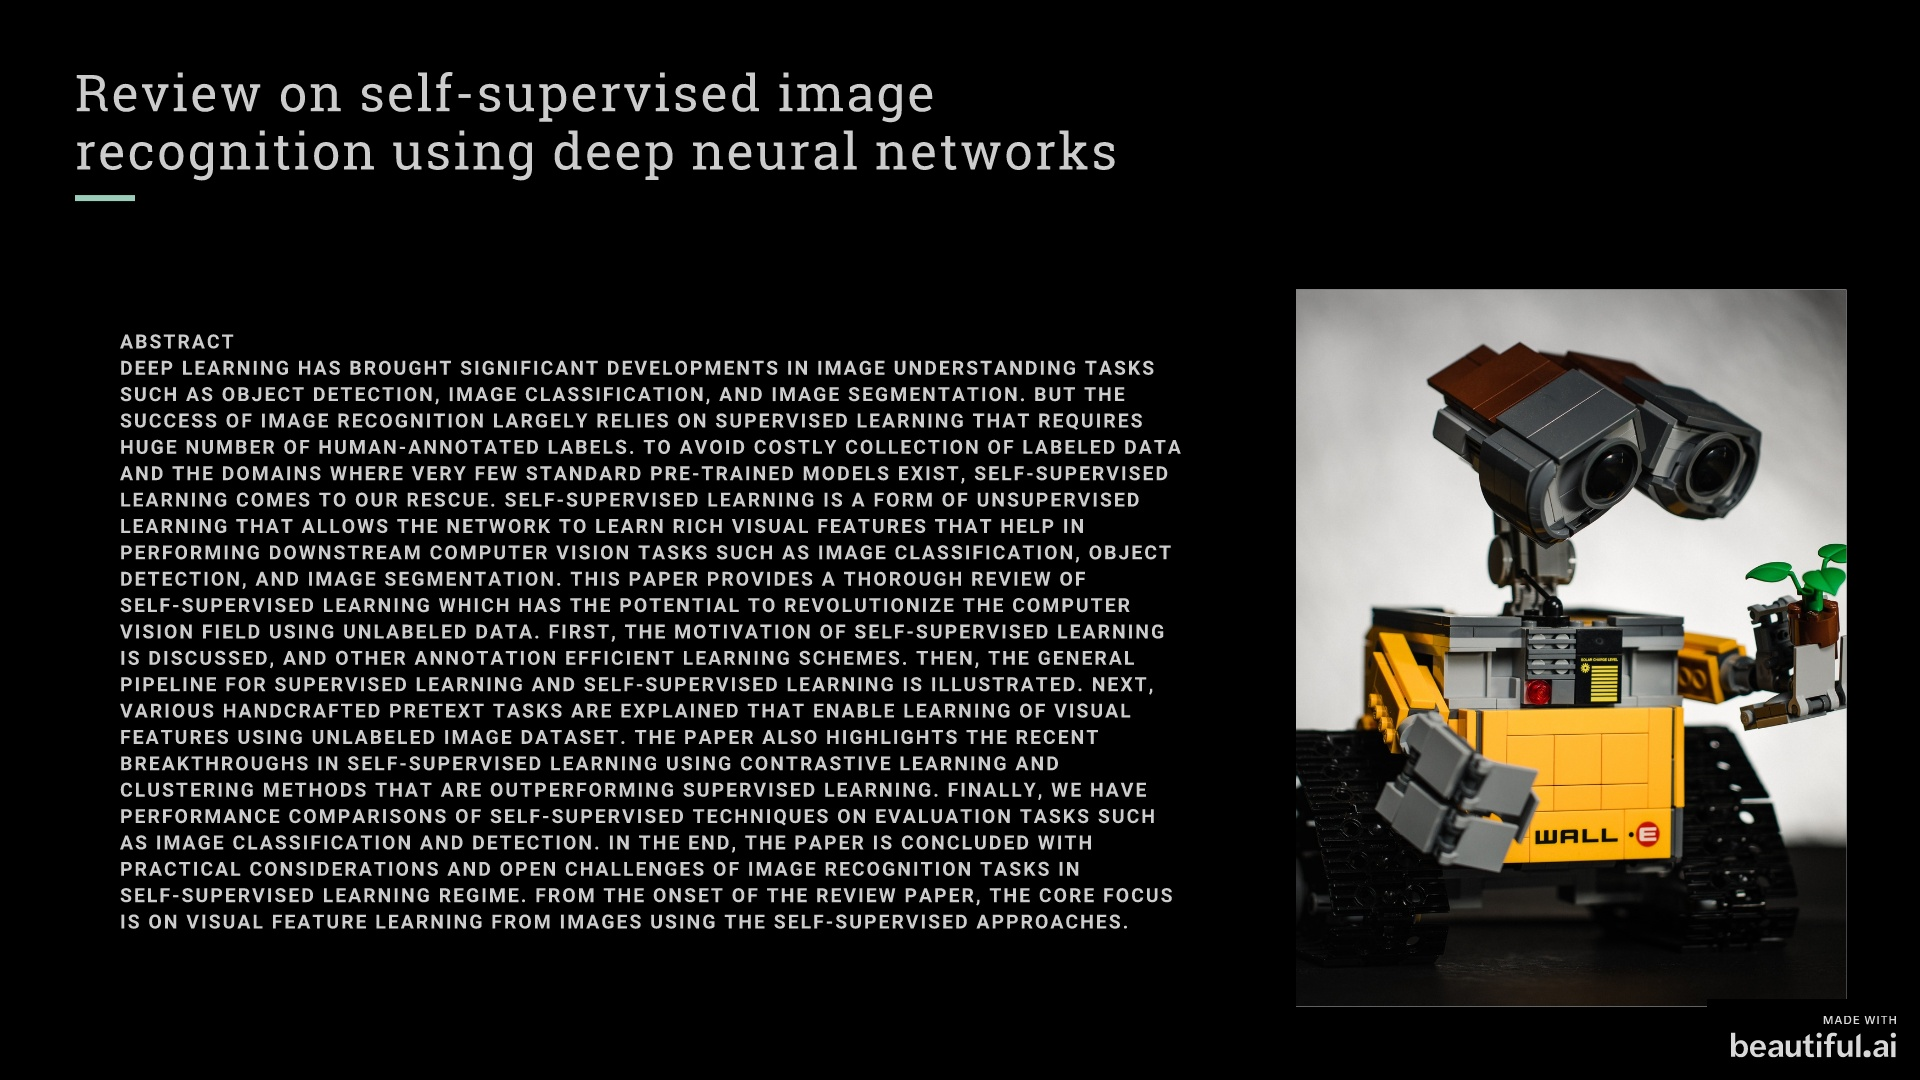 Review on self-supervised image
recognition using deep neural networks
ABSTRACT
DEEP LEARNING HAS BROUGHT SIGNIFICANT DEVELOPMENTS IN IMAGE UNDERSTANDING TASKS
SUCH AS OBJECT DETECTION, IMAGE CLASSIFICATION, AND IMAGE SEGMENTATION. BUT THE
SUCCESS OF IMAGE RECOGNITION LARGELY RELIES ON SUPERVISED LEARNING THAT REQUIRES
HUGE NUMBER OF HUMAN-ANNOTATED LABELS. TO AVOID COSTLY COLLECTION OF LABELED DATA
AND THE DOMAINS WHERE VERY FEW STANDARD PRE-TRAINED MODELS EXIST, SELF-SUPERVISED
LEARNING COMES TO OUR RESCUE. SELF-SUPERVISED LEARNING IS A FORM OF UNSUPERVISED
LEARNING THAT ALLOWS THE NETWORK TO LEARN RICH VISUAL FEATURES THAT HELP IN
PERFORMING DOWNSTREAM COMPUTER VISION TASKS SUCH AS IMAGE CLASSIFICATION, OBJECT
DETECTION, AND IMAGE SEGMENTATION. THIS PAPER PROVIDES A THOROUGH REVIEW OF
SELF-SUPERVISED LEARNING WHICH HAS THE POTENTIAL TO REVOLUTIONIZE THE COMPUTER
VISION FIELD USING UNLABELED DATA. FIRST, THE MOTIVATION OF SELF-SUPERVISED LEARNING
IS DISCUSSED, AND OTHER ANNOTATION EFFICIENT LEARNING SCHEMES. THEN, THE GENERAL
PIPELINE FOR SUPERVISED LEARNING AND SELF-SUPERVISED LEARNING IS ILLUSTRATED. NEXT,
VARIOUS HANDCRAFTED PRETEXT TASKS ARE EXPLAINED THAT ENABLE LEARNING OF VISUAL
FEATURES USING UNLABELED IMAGE DATASET. THE PAPER ALSO HIGHLIGHTS THE RECENT
BREAKTHROUGHS IN SELF-SUPERVISED LEARNING USING CONTRASTIVE LEARNING AND
CLUSTERING METHODS THAT ARE OUTPERFORMING SUPERVISED LEARNING. FINALLY, WE HAVE
PERFORMANCE COMPARISONS OF SELF-SUPERVISED TECHNIQUES ON EVALUATION TASKS SUCH
AS IMAGE CLASSIFICATION AND DETECTION. IN THE END, THE PAPER IS CONCLUDED WITH
PRACTICAL CONSIDERATIONS AND OPEN CHALLENGES OF IMAGE RECOGNITION TASKS IN
SELF-SUPERVISED LEARNING REGIME. FROM THE ONSET OF THE REVIEW PAPER, THE CORE FOCUS
IS ON VISUAL FEATURE LEARNING FROM IMAGES USING THE SELF-SUPERVISED APPROACHES.
SOLAR CHARGE LEVEL
WALL·E
MADE WITH
beautiful.ai